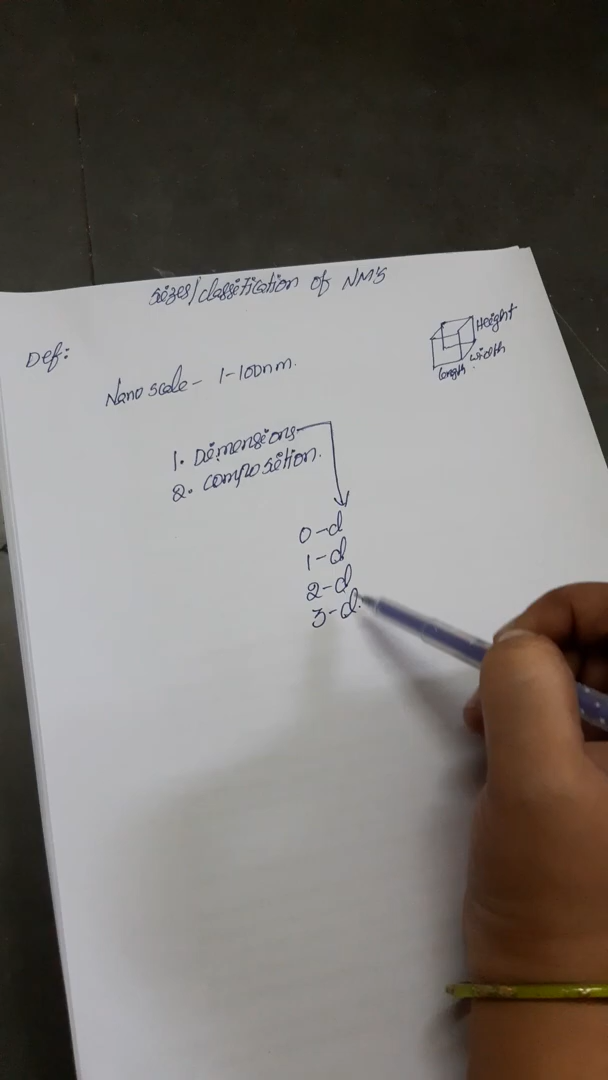 Sizes/classification of NM's
Def:
Height
width
length
Nano scale - 1-100nm.
1. Dimensions
2. composition.
0-d
1-d
2-d
3-d.